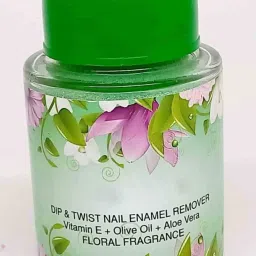 DIP & TWIST NAIL ENAMEL REMOVER
Vitamin E + Olive Oil + Aloe Vera
FLORAL FRAGRANCE